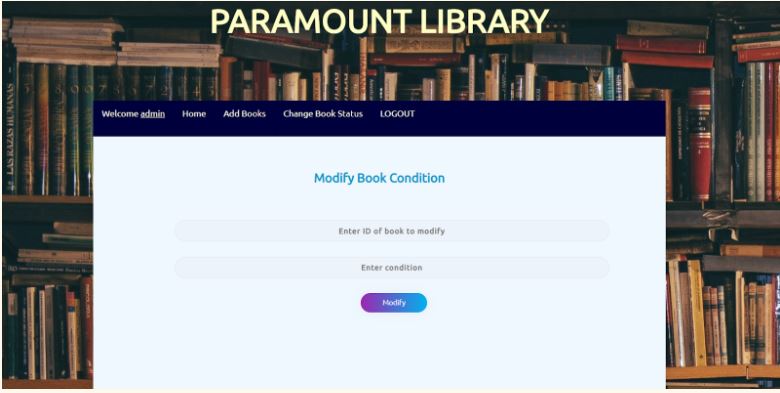 PARAMOUNT LIBRARY
LAS RAZAS HUMANAS
Welcome admin Home Add Books Change Book Status LOGOUT
Modify Book Condition
Enter ID of book to modify
Enter condition
Modify